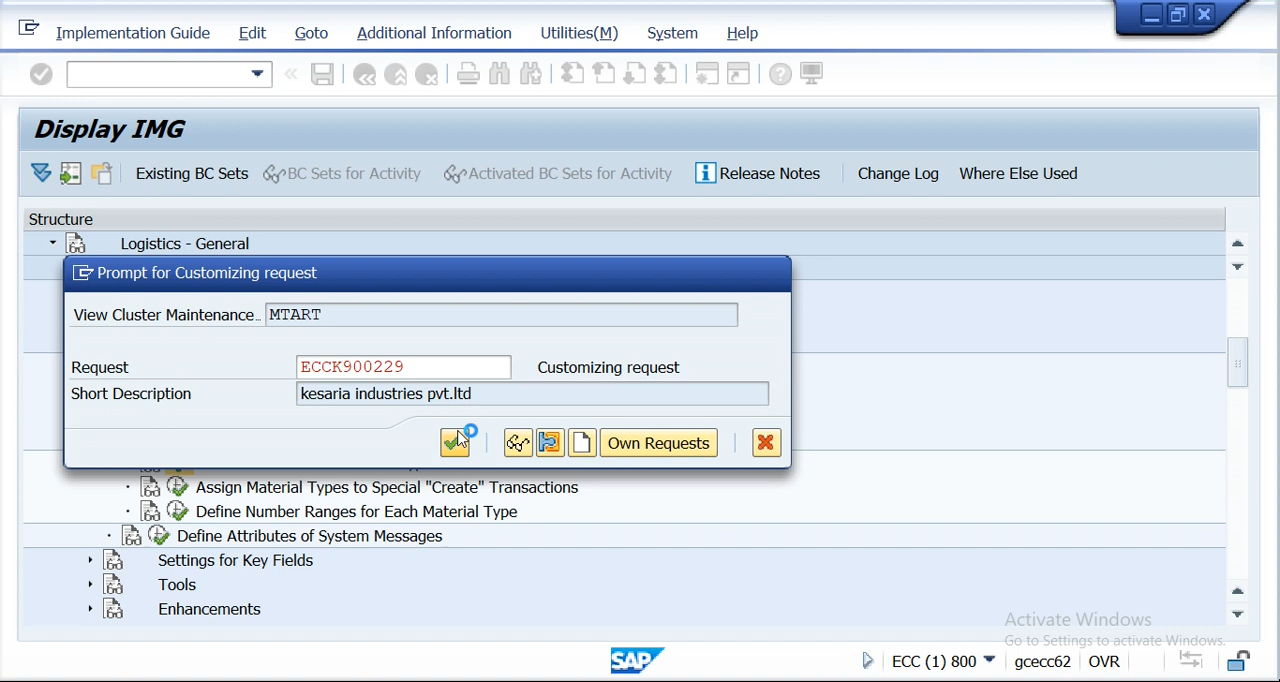 Implementation Guide Edit Goto Additional Information Utilities(M) System Help
Display IMG
Existing BC Sets BC Sets for Activity Activated BC Sets for Activity Release Notes Change Log Where Else Used
Structure
Logistics - General
Prompt for Customizing request
View Cluster Maintenance.. MTART
Request ECCK900229 Customizing request
Short Description kesaria industries pvt.ltd
Own Requests
Assign Material Types to Special "Create" Transactions
Define Number Ranges for Each Material Type
Define Attributes of System Messages
Settings for Key Fields
Tools
Enhancements
Activate Windows
Go to Settings to activate Windows.
SAP ECC (1) 800 gcecc62 OVR